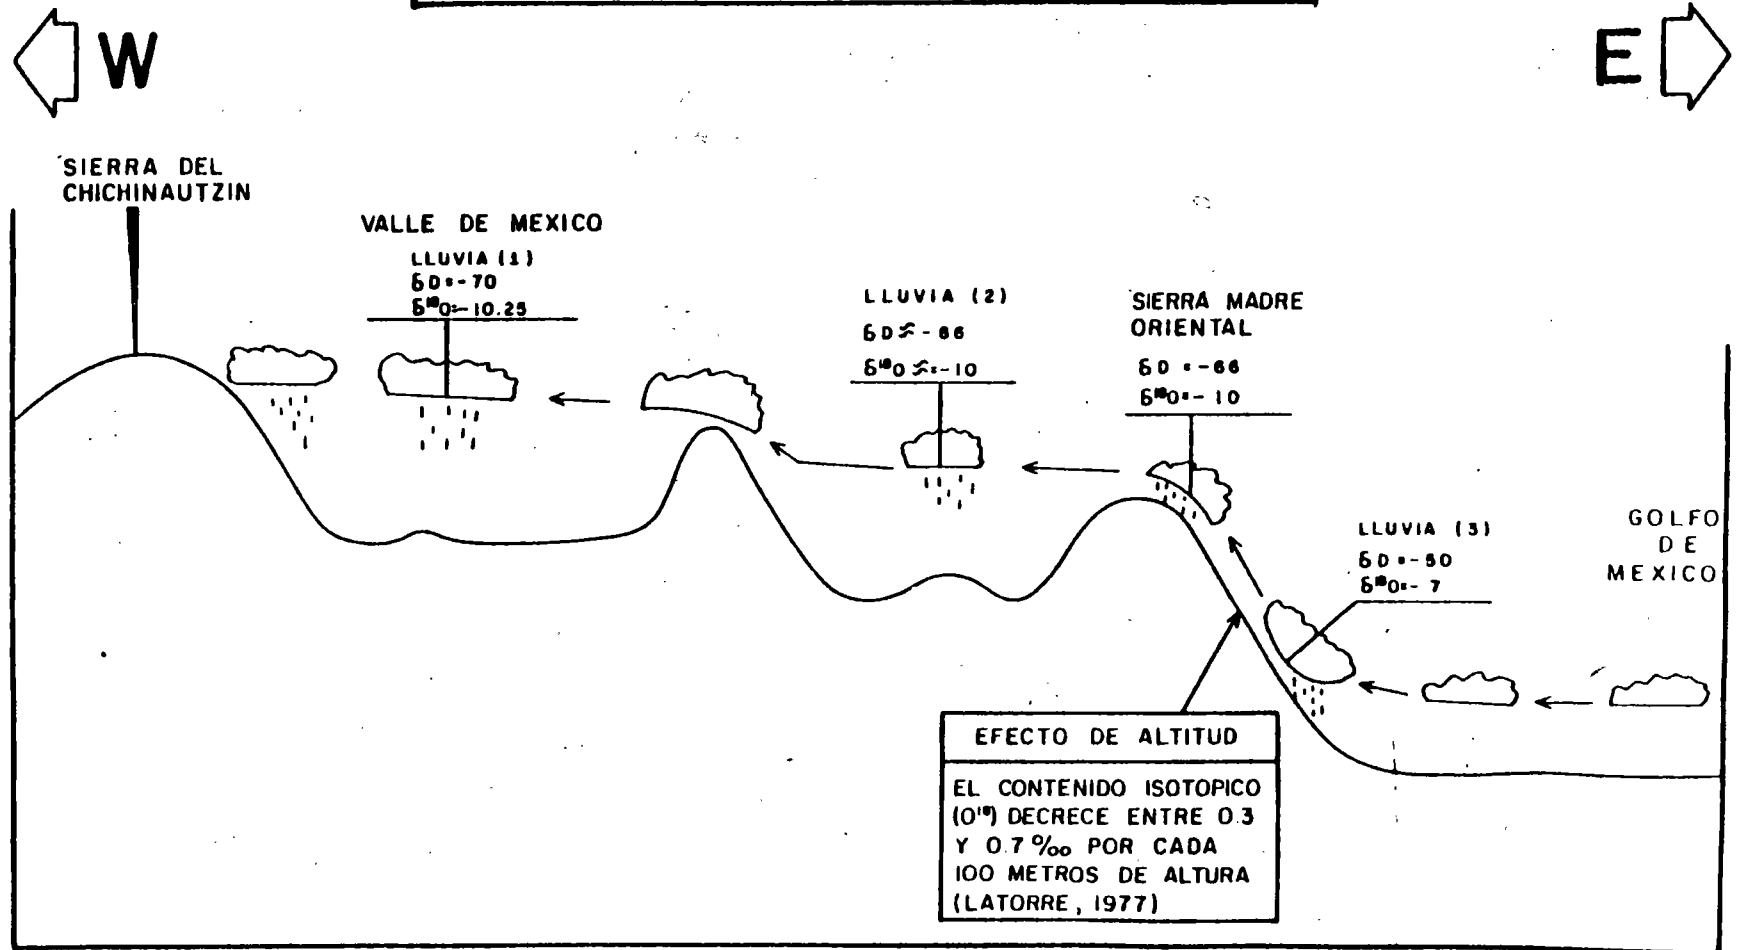 W
E
SIERRA DEL
CHICHINAUTZIN
VALLE DE MEXICO
LLUVIA (1)
δD=-70
δ¹⁸O=-10.25
LLUVIA (2)
δD≈-66
δ¹⁸O≈-10
SIERRA MADRE
ORIENTAL
δD =-66
δ¹⁸O=-10
LLUVIA (3)
δD=-50
δ¹⁸O=-7
GOLFO
DE
MEXICO
EFECTO DE ALTITUD
EL CONTENIDO ISOTOPICO
(O¹⁸) DECRECE ENTRE 0.3
Y 0.7 ‰ POR CADA
100 METROS DE ALTURA
(LATORRE, 1977)